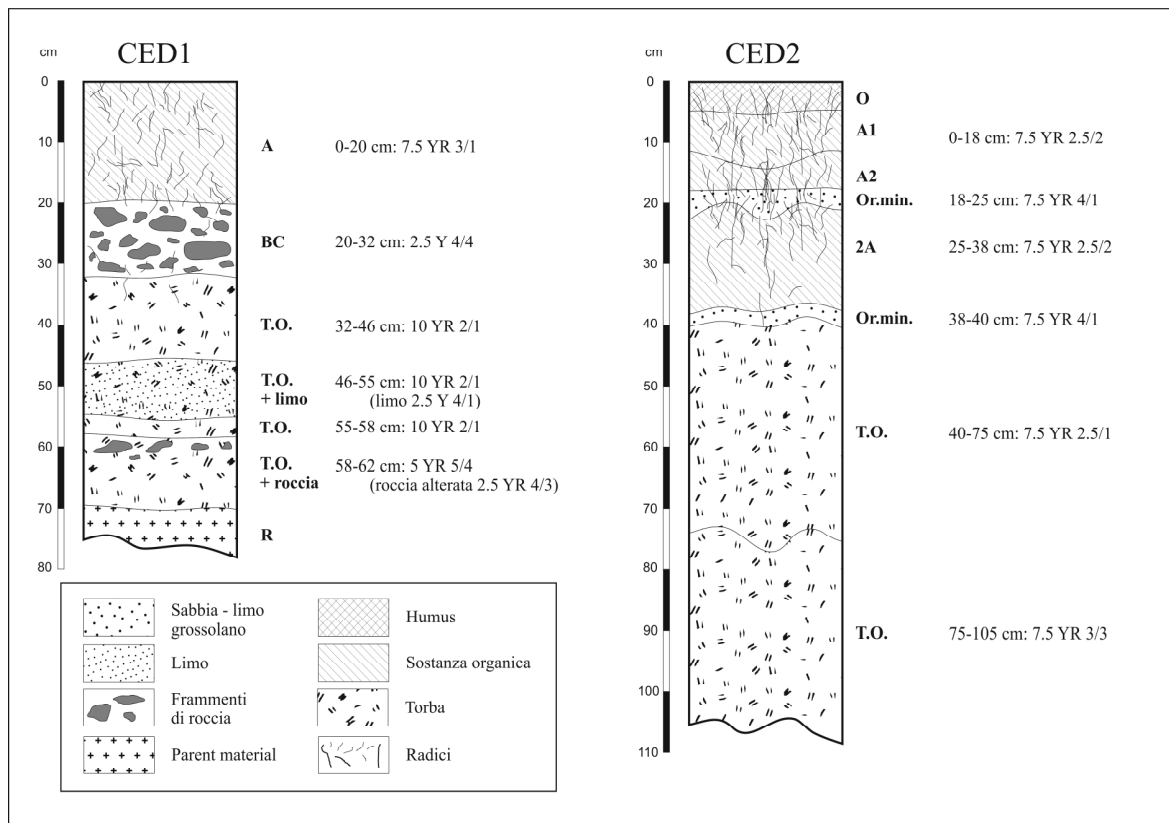 CED1
cm
0
10
20
30
40
50
60
70
80
A 0-20 cm: 7.5 YR 3/1
BC 20-32 cm: 2.5 Y 4/4
T.O. 32-46 cm: 10 YR 2/1
T.O. 46-55 cm: 10 YR 2/1
+ limo (limo 2.5 Y 4/1)
T.O. 55-58 cm: 10 YR 2/1
T.O. 58-62 cm: 5 YR 5/4
+ roccia (roccia alterata 2.5 YR 4/3)
R
CED2
cm
0
10
20
30
40
50
60
70
80
90
100
110
O
A1 0-18 cm: 7.5 YR 2.5/2
A2
Or.min. 18-25 cm: 7.5 YR 4/1
2A 25-38 cm: 7.5 YR 2.5/2
Or.min. 38-40 cm: 7.5 YR 4/1
T.O. 40-75 cm: 7.5 YR 2.5/1
T.O. 75-105 cm: 7.5 YR 3/3
Sabbia - limo
grossolano
Limo
Frammenti
di roccia
Parent material
Humus
Sostanza organica
Torba
Radici